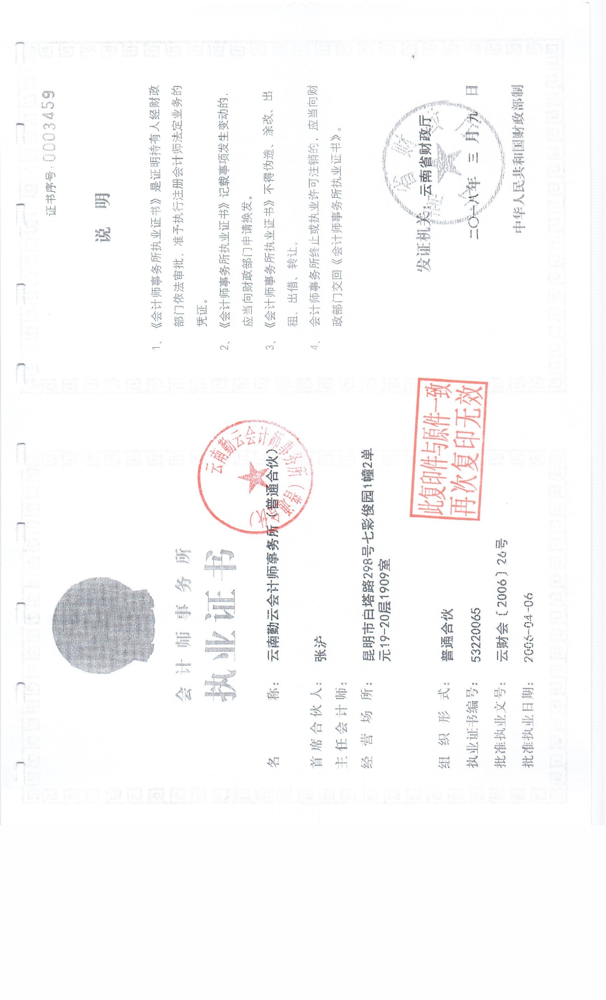 会计师事务所
执业证书
名称：云南勤云会计师事务所（普通合伙）
首席合伙人：张沪
主任会计师：
经营场所：昆明市白塔路298号七彩俊园1幢2单
元19-20层1909室
组织形式：普通合伙
执业证书编号：53220065
批准执业文号：云财会〔2006〕26号
批准执业日期：2006-04-06
云南勤云会计师事务所（普通合伙）
此复印件与原件一致
再次复印无效
证书序号：0003459
说明
1、《会计师事务所执业证书》是证明持有人经财政
部门依法审批，准予执行注册会计师法定业务的
凭证。
2、《会计师事务所执业证书》记载事项发生变动的，
应当向财政部门申请换发。
3、《会计师事务所执业证书》不得伪造、涂改、出
租、出借、转让。
4、会计师事务所终止或执业许可注销的，应当向财
政部门交回《会计师事务所执业证书》。
发证机关：云南省财政厅
二〇一八年三月九日
中华人民共和国财政部制